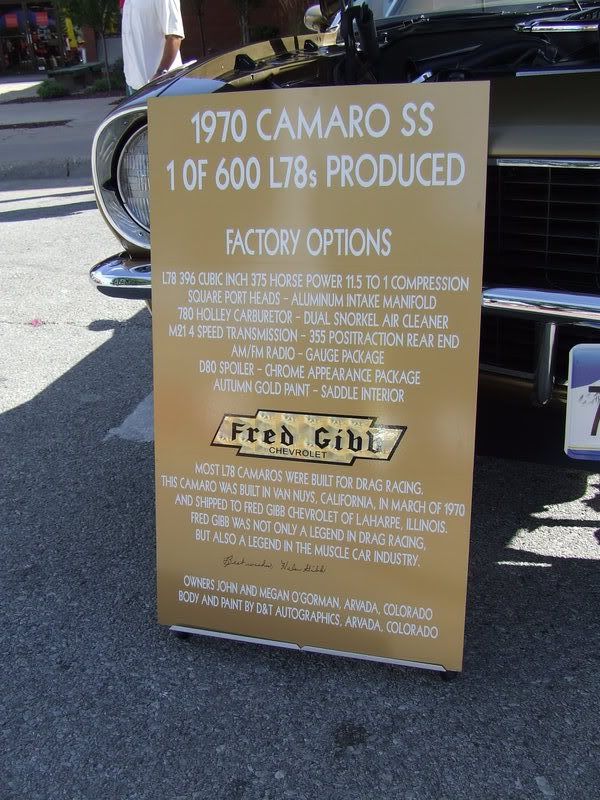 1970 CAMARO SS
1 OF 600 L78s PRODUCED
FACTORY OPTIONS
L78 396 CUBIC INCH 375 HORSE POWER 11.5 TO 1 COMPRESSION
SQUARE PORT HEADS - ALUMINUM INTAKE MANIFOLD
780 HOLLEY CARBURETOR - DUAL SNORKEL AIR CLEANER
M21 4 SPEED TRANSMISSION - 355 POSITRACTION REAR END
AM/FM RADIO - GAUGE PACKAGE
D80 SPOILER - CHROME APPEARANCE PACKAGE
AUTUMN GOLD PAINT - SADDLE INTERIOR
Fred Gibb
CHEVROLET
MOST L78 CAMAROS WERE BUILT FOR DRAG RACING.
THIS CAMARO WAS BUILT IN VAN NUYS, CALIFORNIA, IN MARCH OF 1970
AND SHIPPED TO FRED GIBB CHEVROLET OF LAHARPE, ILLINOIS.
FRED GIBB WAS NOT ONLY A LEGEND IN DRAG RACING,
BUT ALSO A LEGEND IN THE MUSCLE CAR INDUSTRY.
Best wishes Helen Gibb
OWNERS JOHN AND MEGAN O'GORMAN, ARVADA, COLORADO
BODY AND PAINT BY D&T AUTOGRAPHICS, ARVADA, COLORADO